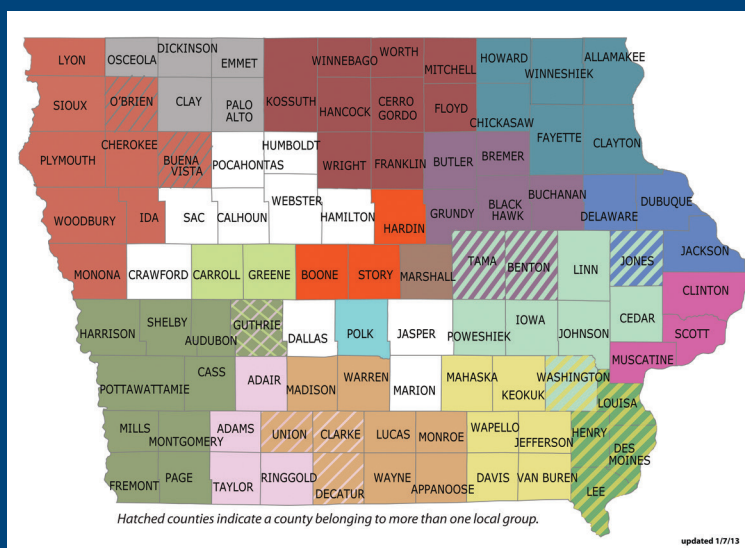 LYON OSCEOLA DICKINSON EMMET WINNEBAGO WORTH MITCHELL HOWARD WINNESHIEK ALLAMAKEE
SIOUX O'BRIEN CLAY PALO ALTO KOSSUTH HANCOCK CERRO GORDO FLOYD CHICKASAW
PLYMOUTH CHEROKEE BUENA VISTA POCAHONTAS HUMBOLDT WRIGHT FRANKLIN BUTLER BREMER FAYETTE CLAYTON
WOODBURY IDA SAC CALHOUN WEBSTER HAMILTON HARDIN GRUNDY BLACK HAWK BUCHANAN DELAWARE DUBUQUE
MONONA CRAWFORD CARROLL GREENE BOONE STORY MARSHALL TAMA BENTON LINN JONES JACKSON
HARRISON SHELBY AUDUBON GUTHRIE DALLAS POLK JASPER POWESHIEK IOWA JOHNSON CEDAR CLINTON
SCOTT
MUSCATINE
POTTAWATTAMIE CASS ADAIR MADISON WARREN MARION MAHASKA KEOKUK WASHINGTON LOUISA
MILLS MONTGOMERY ADAMS UNION CLARKE LUCAS MONROE WAPELLO JEFFERSON HENRY DES MOINES
FREMONT PAGE TAYLOR RINGGOLD DECATUR WAYNE APPANOOSE DAVIS VAN BUREN LEE
Hatched counties indicate a county belonging to more than one local group.
updated 1/7/13